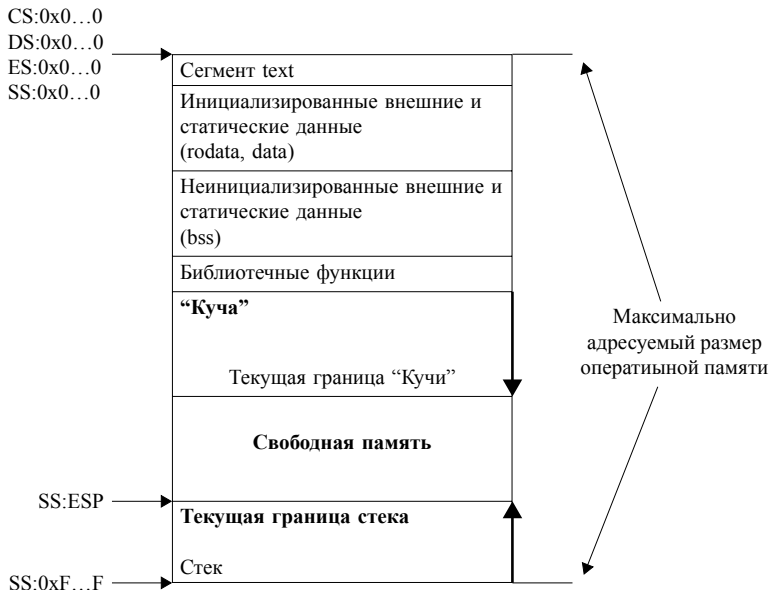 CS:0x0…0
DS:0x0…0
ES:0x0…0
SS:0x0…0
Сегмент text
Инициализированные внешние и
статические данные
(rodata, data)
Неинициализированные внешние и
статические данные
(bss)
Библиотечные функции
“Куча”
Текущая граница “Кучи”
Максимально
адресуемый размер
оперативыной памяти
Свободная память
SS:ESP
Текущая граница стека
Стек
SS:0xF…F